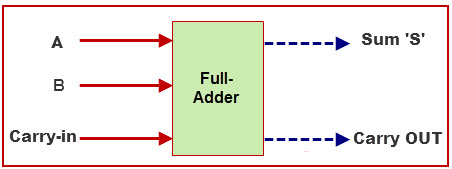 A
Sum 'S'
B
Full-
Adder
Carry-in
Carry OUT